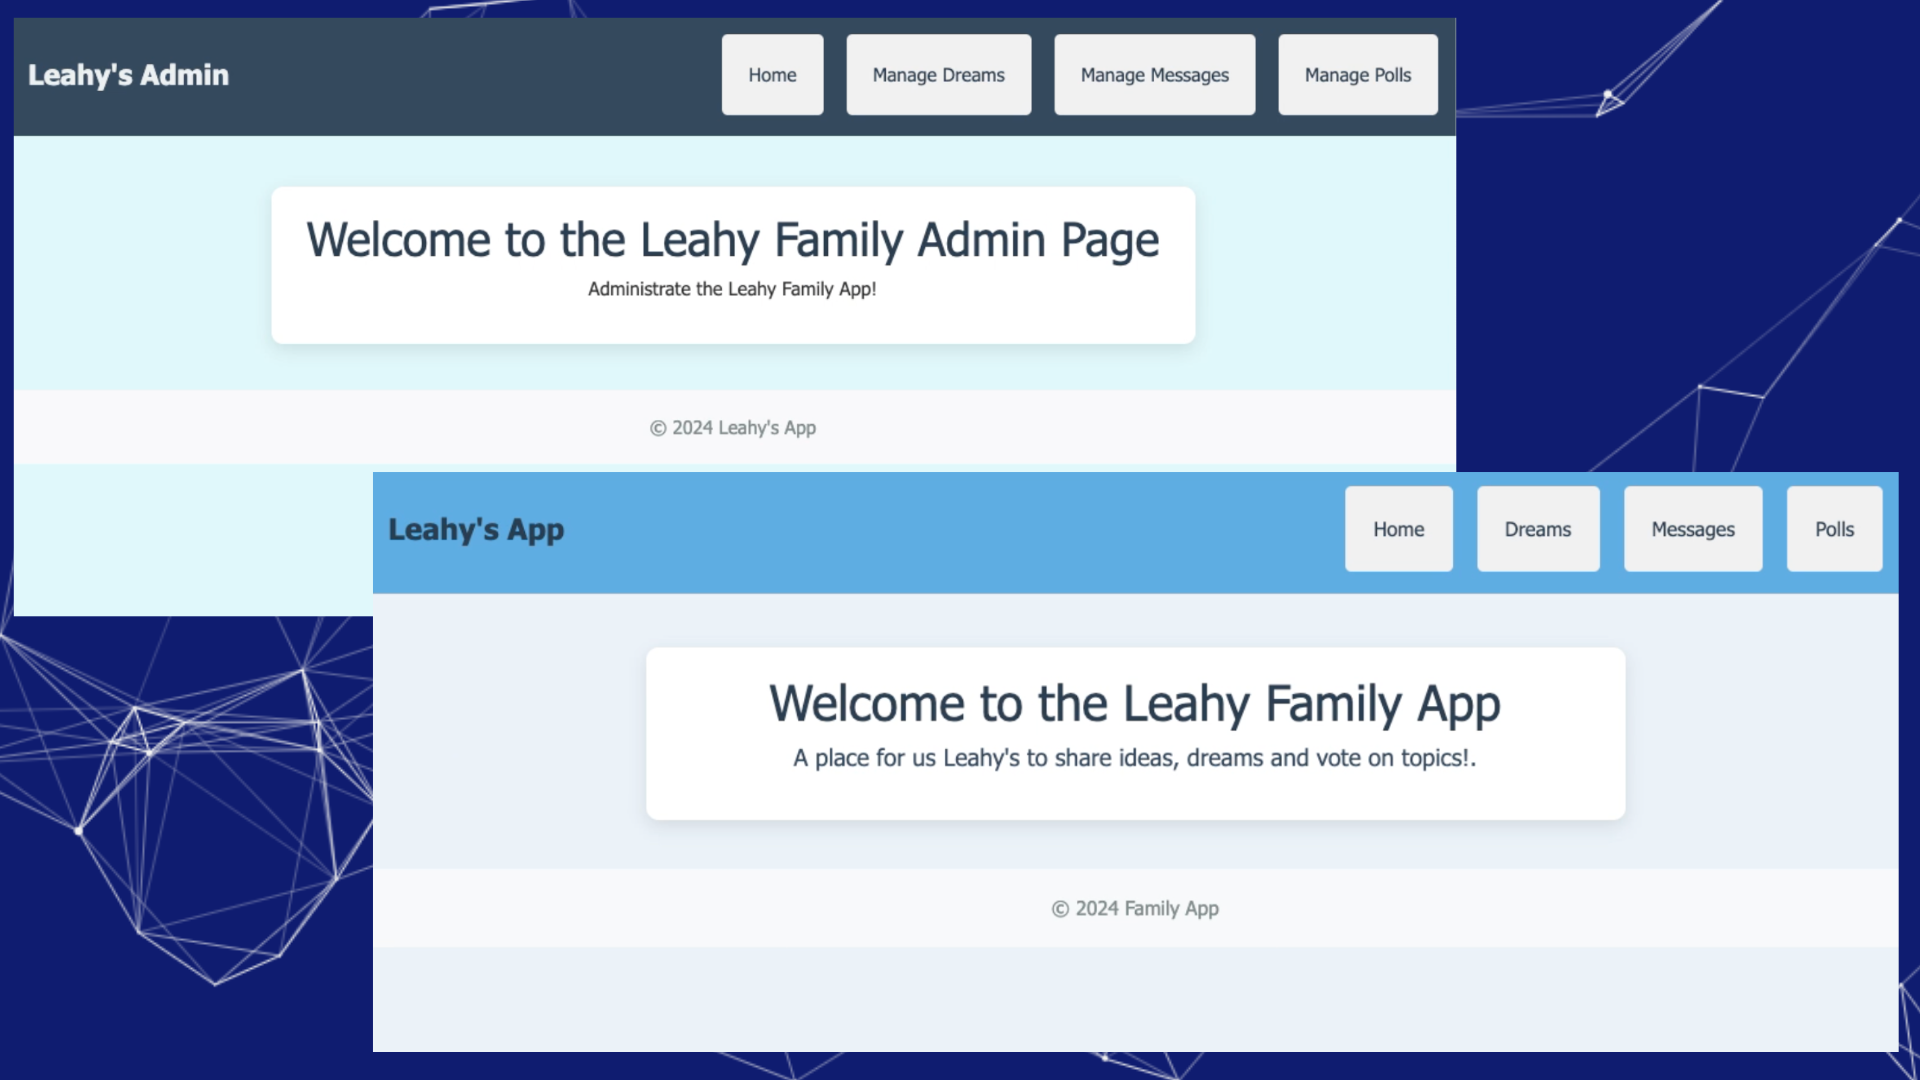 Leahy's Admin
Home
Manage Dreams
Manage Messages
Manage Polls
Welcome to the Leahy Family Admin Page
Administrate the Leahy Family App!
© 2024 Leahy's App
Leahy's App
Home
Dreams
Messages
Polls
Welcome to the Leahy Family App
A place for us Leahy's to share ideas, dreams and vote on topics!.
© 2024 Family App